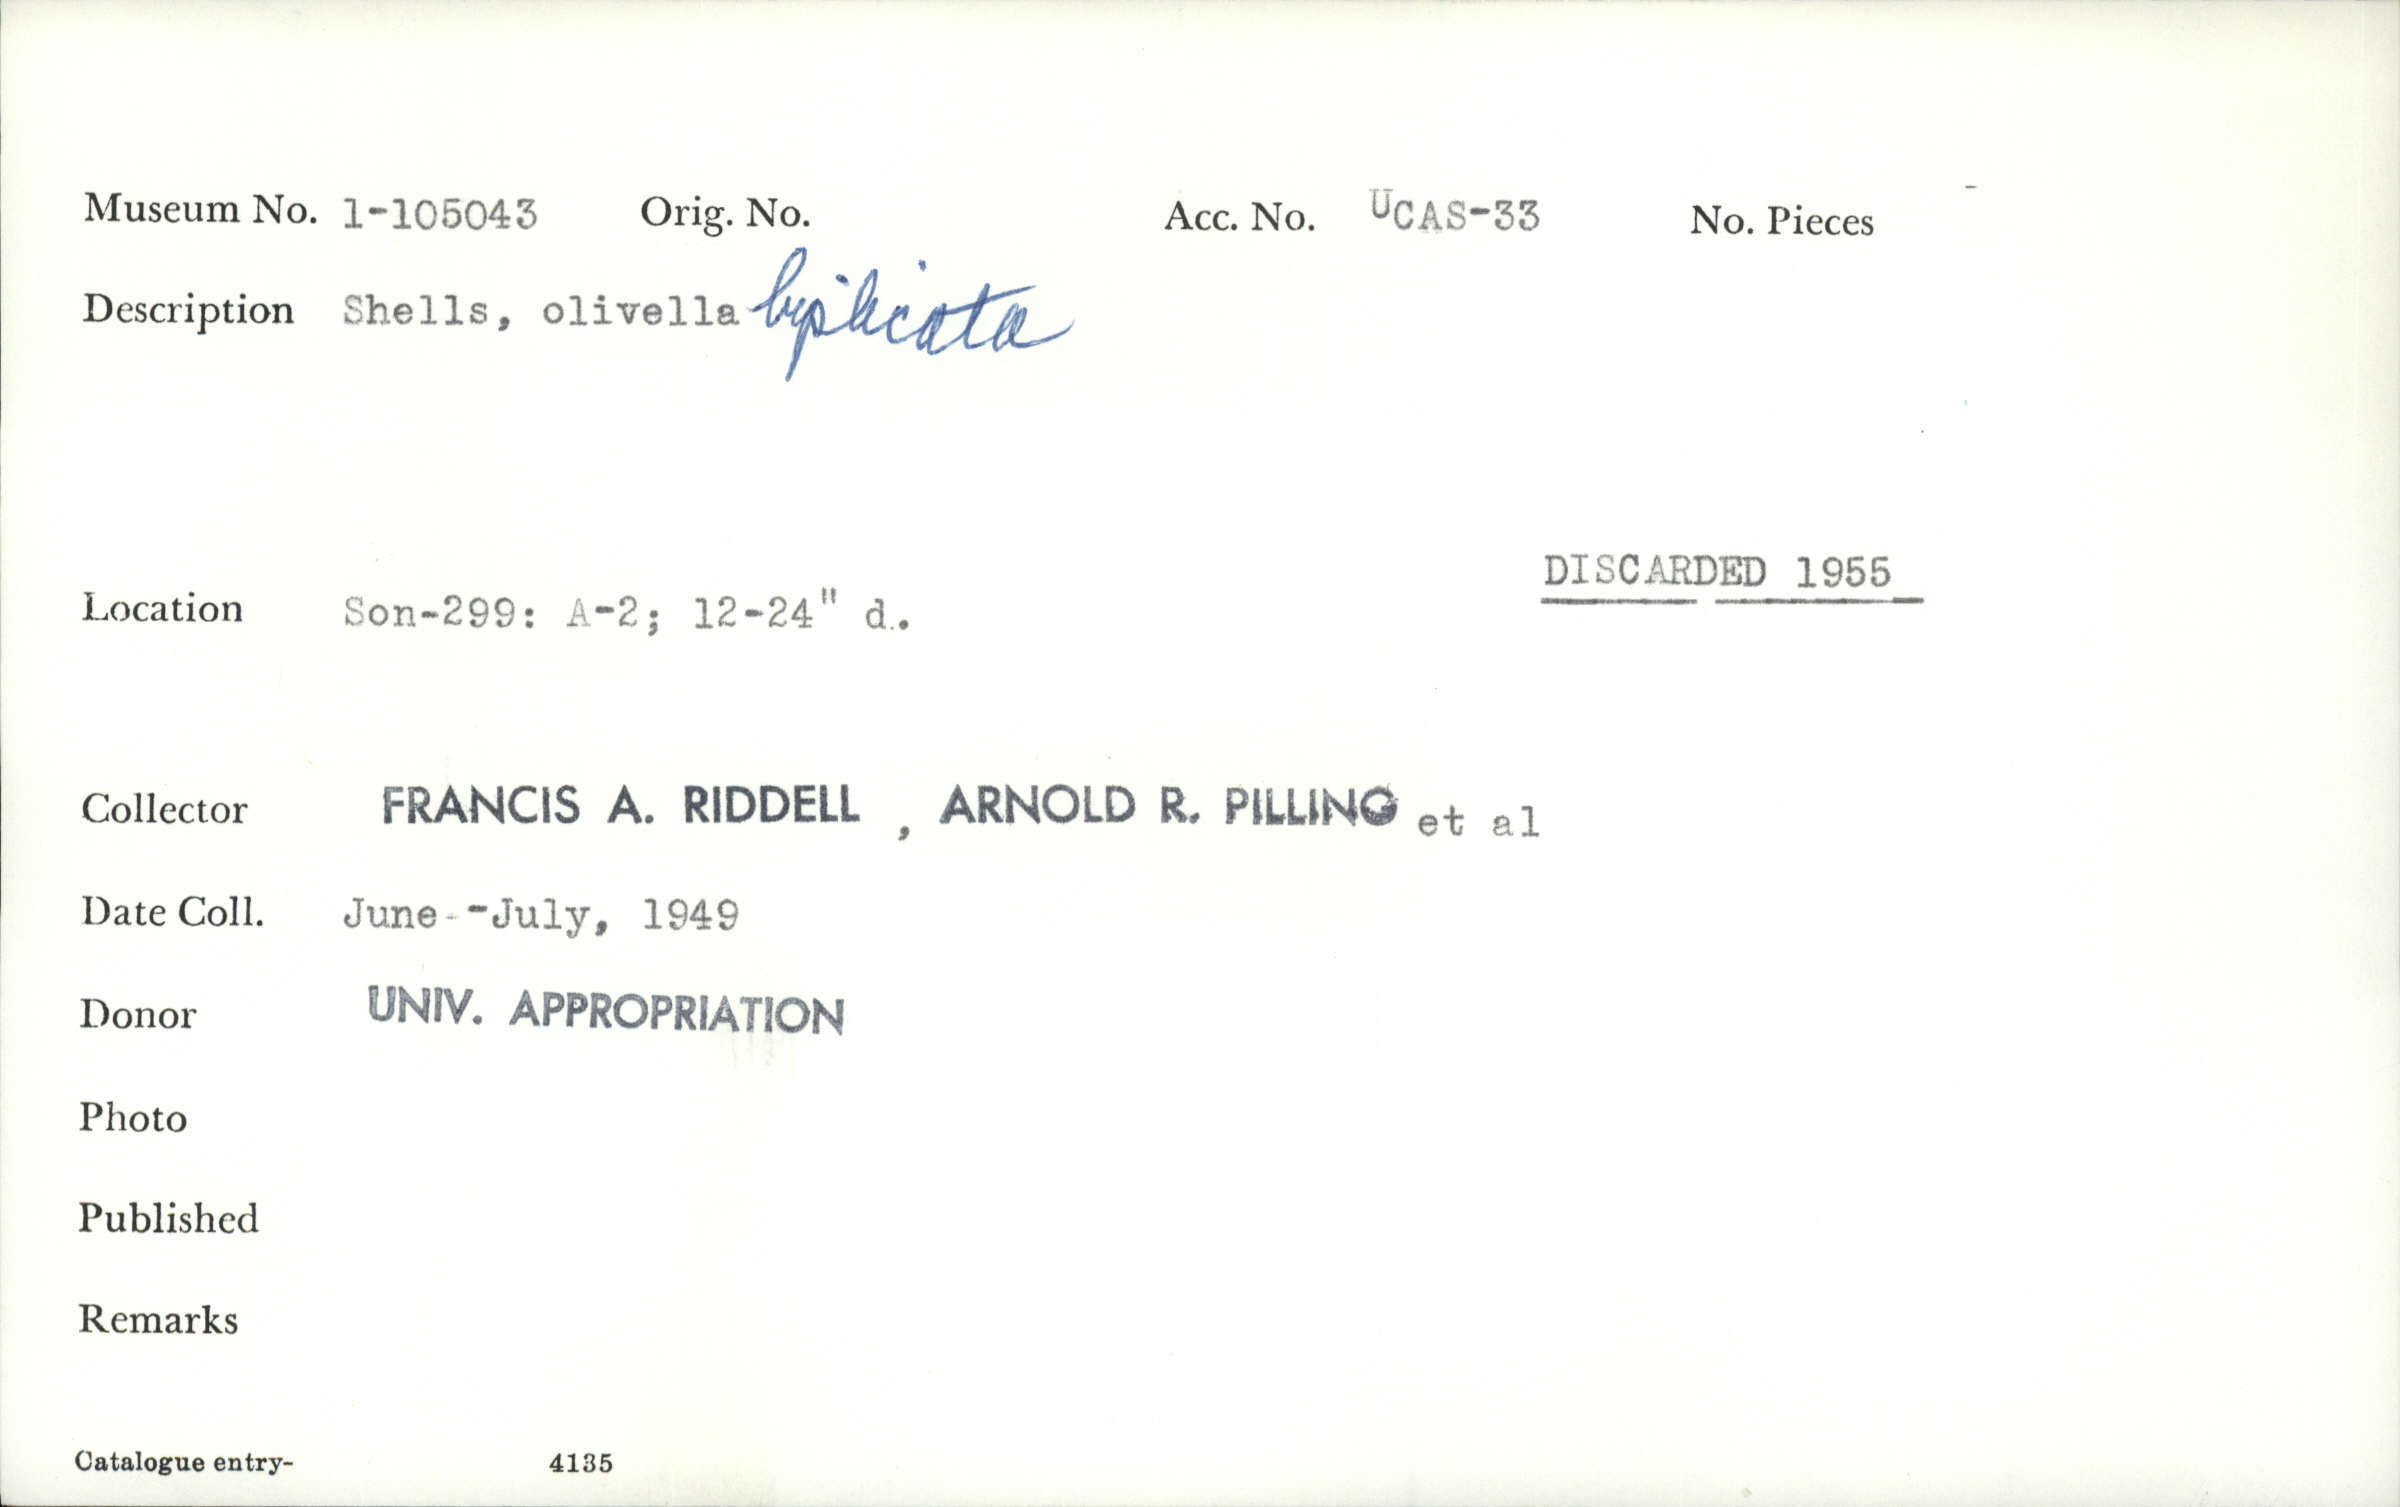 Museum No. 1-105043 Orig. No. Acc. No. UCAS-33 No. Pieces -
Description Shells, olivella biplicata
DISCARDED 1955
Location Son-299: A-2; 12-24" d.
Collector FRANCIS A. RIDDELL , ARNOLD R. PILLING et al
Date Coll. June--July, 1949
Donor UNIV. APPROPRIATION
Photo
Published
Remarks
Catalogue entry- 4135